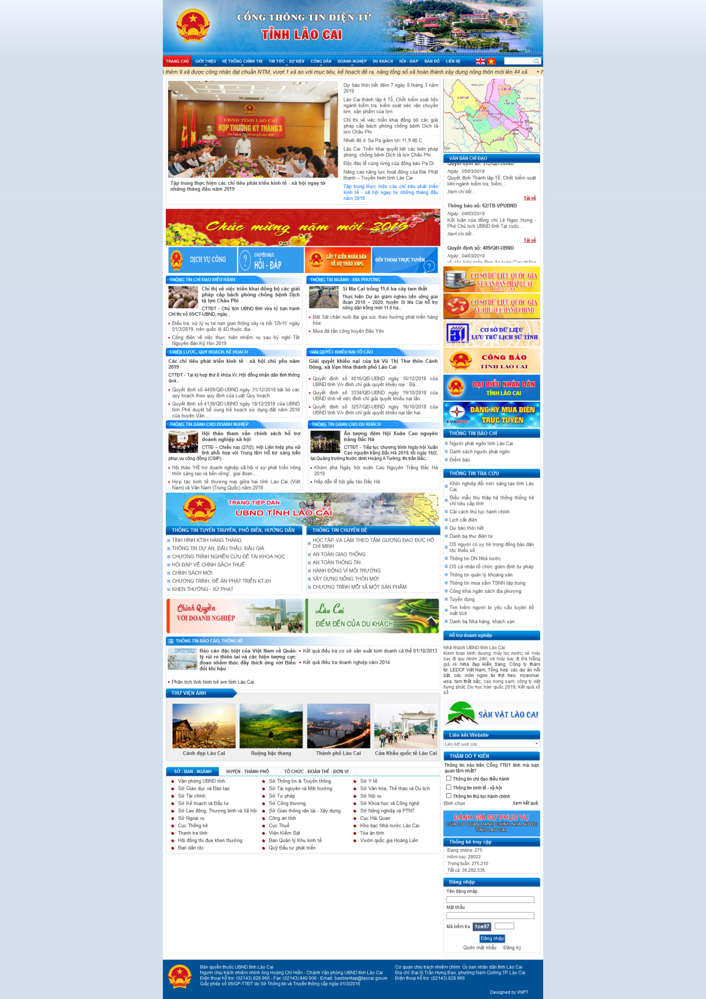 CỔNG THÔNG TIN ĐIỆN TỬ
TỈNH LÀO CAI
TRANG CHỦ
GIỚI THIỆU
HỆ THỐNG CHÍNH TRỊ
TIN TỨC - SỰ KIỆN
CÔNG DÂN
DOANH NGHIỆP
DU KHÁCH
HỎI - ĐÁP
BẢN ĐỒ
LIÊN HỆ
thêm 9 xã được công nhận đạt chuẩn NTM, vượt 1 xã so với mục tiêu, kế hoạch đề ra, nâng tổng số xã hoàn thành xây dựng nông thôn mới lên 44 xã.
UBND TỈNH LÀO CAI
HỌP THƯỜNG KỲ THÁNG 3
Tập trung thực hiện các chỉ tiêu phát triển kinh tế - xã hội ngay từ
những tháng đầu năm 2019
Dự báo thời tiết đêm 7 ngày 8 tháng 3 năm
2019
Lào Cai thành lập 4 Tổ, Chốt kiểm soát liên
ngành kiểm tra, kiểm soát việc vận chuyển
lợn, sản phẩm của lợn
Chỉ thị về việc triển khai đồng bộ các giải
pháp cấp bách phòng chống bệnh Dịch tả
lợn Châu Phi
Nhiệt độ ở Sa Pa giảm tới 11,9 độ C
Lào Cai: Triển khai quyết liệt các biện pháp
phòng, chống bệnh Dịch tả lợn Châu Phi
Độc đáo lễ cúng rừng của đồng bào Pa Dí
Nâng cao năng lực hoạt động của Đài Phát
thanh – Truyền hình tỉnh Lào Cai
Tập trung thực hiện các chỉ tiêu phát triển
kinh tế - xã hội ngay từ những tháng đầu
năm 2019
VĂN BẢN CHỈ ĐẠO
Quyết định số: 512/QĐ-UBND
Ngày : 05/03/2019
Quyết định Thành lập Tổ, Chốt kiểm soát
liên ngành kiểm tra, kiểm...
Xem chi tiết ...
Tải về
Thông báo số: 62/TB-VPUBND
Ngày : 04/03/2019
Kết luận của đồng chí Lê Ngọc Hưng -
Phó Chủ tịch UBND tỉnh Tại cuộc...
Xem chi tiết ...
Tải về
Quyết định số: 489/QĐ-UBND
Ngày : 04/03/2019
Chúc mừng năm mới 2019
DỊCH VỤ CÔNG
CHUYÊN MỤC
HỎI - ĐÁP
LẤY Ý KIẾN NHÂN DÂN
VỀ DỰ THẢO VBPL
ĐỐI THOẠI TRỰC TUYẾN
THÔNG TIN CHỈ ĐẠO ĐIỀU HÀNH
Chỉ thị về việc triển khai đồng bộ các giải
pháp cấp bách phòng chống bệnh Dịch
tả lợn Châu Phi
CTTĐT - Chủ tịch UBND tỉnh vừa ký ban hành
Chỉ thị số 05/CT-UBND, ngày...
Điều tra, xử lý vụ tai nạn giao thông xảy ra hồi 12h15' ngày
01/3/2019, trên quốc lộ 4D thuộc địa...
Công điện về việc thực hiện nhiệm vụ sau kỳ nghỉ Tết
Nguyên đán Kỷ Hợi 2019
THÔNG TIN NGÀNH - ĐỊA PHƯƠNG
Si Ma Cai trồng 11,6 ha cây tam thất
Thực hiện Dự án giảm nghèo bền vững giai
đoạn 2016 – 2020, huyện Si Ma Cai hỗ trợ
nông dân trồng mới 11,6 ha...
Bát Xát chăn nuôi đại gia súc theo hướng phát triển hàng
hóa
Mưa đá tấn công huyện Bảo Yên
CHIẾN LƯỢC, QUY HOẠCH, KẾ HOẠCH
Các chỉ tiêu phát triển kinh tế - xã hội chủ yếu năm
2019
CTTĐT - Tại kỳ họp thứ 8 khóa XV, Hội đồng nhân dân tỉnh thông
qua...
Quyết định số 4409/QĐ-UBND ngày 31/12/2018 bãi bỏ các
quy hoạch theo quy định của Luật Quy hoạch
Quyết định số 4138/QĐ-UBND ngày 18/12/2018 của UBND
tỉnh Phê duyệt bổ sung Kế hoạch sử dụng đất năm 2018
của huyện Văn...
GIẢI QUYẾT KHIẾU NẠI TỐ CÁO
Giải quyết khiếu nại của bà Vũ Thị Thư thôn Cánh
Đông, xã Vạn Hòa thành phố Lào Cai
Quyết định số 4016/QĐ-UBND ngày 10/12/2018 của
UBND tỉnh V/v đình chỉ giải quyết khiếu nại : Bà...
Quyết định số 3334/QĐ-UBND ngày 19/10/2018 của
UBND tỉnh về việc đình chỉ giải quyết khiếu nại lần...
Quyết định số 3257/QĐ-UBND ngày 16/10/2018 của
UBND tỉnh V/v đình chỉ giải quyết khiếu nại lần hai...
THÔNG TIN DÀNH CHO DOANH NGHIỆP
Hội thảo tham vấn chính sách hỗ trợ
doanh nghiệp xã hội
CTTĐ – Chiều nay (27/2), Hội Liên hiệp phụ nữ
tỉnh phối hợp với Trung tâm Hỗ trợ sáng kiến
phục vụ cộng đồng (CSIP)...
Hội thảo "Hỗ trợ doanh nghiệp xã hội vì sự phát triển nông
thôn sáng tạo và bền vững", giai đoạn...
Hợp tác kinh tế thương mại giữa hai tỉnh Lào Cai (Việt
Nam) và Vân Nam (Trung Quốc) năm 2018
THÔNG TIN DÀNH CHO DU KHÁCH
Ấn tượng đêm Hội Xuân Cao nguyên
trắng Bắc Hà
CTTĐT - Tiếp tục chương trình Ngày hội Xuân
Cao nguyên trắng Bắc Hà 2019, tối ngày 16/2,
tại Quảng trường trước dinh Hoàng A Tưởng, thị trấn Bắc...
Khám phá Ngày hội xuân Cao Nguyên Trắng Bắc Hà
2019
Hấp dẫn lễ hội gầu tào Bắc Hà
CƠ SỞ DỮ LIỆU QUỐC GIA
VỀ VĂN BẢN PHÁP LUẬT
LÀO CAI
CƠ SỞ DỮ LIỆU QUỐC GIA
VỀ THỦ TỤC HÀNH CHÍNH
CƠ SỞ DỮ LIỆU
LƯU TRỮ LỊCH SỬ TỈNH
CÔNG BÁO
TỈNH LÀO CAI
ĐẠI BIỂU NHÂN DÂN
TỈNH LÀO CAI
EVNNPC
ĐĂNG KÝ MUA ĐIỆN
TRỰC TUYẾN
THÔNG TIN BÁO CHÍ
Người phát ngôn tỉnh Lào Cai
Danh sách người phát ngôn
Điểm báo
THÔNG TIN TRA CỨU
Khởi nghiệp đổi mới sáng tạo tỉnh Lào
Cai
Biểu mẫu thu thập hệ thống thống kê
chỉ tiêu cấp tỉnh
Cải cách thủ tục hành chính
Lịch cắt điện
Dự báo thời tiết
Danh bạ thư điện tử
DS người có uy tín trong đồng bào dân
tộc thiểu số
Thông tin DN Nhà nước
DS cá nhân tổ chức giám định tư pháp
Thông tin quản lý khoáng sản
Thông tin mua sắm TSNN tập trung
Công khai ngân sách địa phương
Tuyển dụng
Tìm kiếm người bị yêu cầu tuyên bố
mất tích
Danh bạ Nhà hàng, khách sạn
TRANG TIẾP DÂN
UBND TỈNH LÀO CAI
THÔNG TIN TUYÊN TRUYỀN, PHỔ BIẾN, HƯỚNG DẪN
TÌNH HÌNH KTXH HÀNG THÁNG
THÔNG TIN DỰ ÁN, ĐẤU THẦU, ĐẤU GIÁ
CHƯƠNG TRÌNH NGHIÊN CỨU ĐỀ TÀI KHOA HỌC
HỎI ĐÁP VỀ CHÍNH SÁCH THUẾ
CHÍNH SÁCH MỚI
CHƯƠNG TRÌNH, ĐỀ ÁN PHÁT TRIỂN KT-XH
KHEN THƯỞNG - XỬ PHẠT
THÔNG TIN CHUYÊN ĐỀ
HỌC TẬP VÀ LÀM THEO TẤM GƯƠNG ĐẠO ĐỨC HỒ
CHÍ MINH
AN TOÀN GIAO THÔNG
AN TOÀN THÔNG TIN
HÀNH ĐỘNG VÌ MÔI TRƯỜNG
XÂY DỰNG NÔNG THÔN MỚI
CHƯƠNG TRÌNH MỖI XÃ MỘT SẢN PHẨM
Chính Quyền
VỚI DOANH NGHIỆP
Lào Cai
ĐIỂM ĐẾN CỦA DU KHÁCH
THÔNG TIN BÁO CÁO, THỐNG KÊ
Báo cáo đặc biệt của Việt Nam về Quản
lý rủi ro thiên tai và các hiện tượng cực
đoan nhằm thúc đẩy thích ứng với Biến
đổi khí hậu
Phân tích tình hình trẻ em tỉnh Lào Cai
Kết quả điều tra cơ sở sản xuất kinh doanh cá thể 01/10/2013
Kết quả điều tra doanh nghiệp năm 2014
THƯ VIỆN ẢNH
Cảnh đẹp Lào Cai
Ruộng bậc thang
Thành phố Lào Cai
Cửa Khẩu quốc tế Lào Cai
Hỗ trợ doanh nghiệp
Nhà khách UBND tỉnh Lào Cai
Kiem toan binh duong; máy lọc nước; vé máy
bay đi quy nhơn 24h; Vé máy bay đi Đà Nẵng
giá rẻ; Nhà đẹp Kiến Sang; Công ty thám
tử; LEDCF Việt Nam; Tổng hợp các dự án nổi
bật; các món ngon từ thịt heo; myanmar
visa; tam thất bắc; cao hong sam; công ty việt
hưng phát; Du học hàn quốc 2019; Kết quả xổ
số
SẢN VẬT LÀO CAI
Liên kết Website
Liên kết web site
THĂM DÒ Ý KIẾN
Thông tin nào trên Cổng TTĐT tỉnh mà bạn
quan tâm nhất?
Thông tin chỉ đạo điều hành
Thông tin kinh tế - xã hội
Thông tin thủ tục hành chính
Bình chọn
Xem kết quả
ĐÁNH GIÁ SỰ PHỤC VỤ
CỦA CƠ QUAN HÀNH CHÍNH NHÀ NƯỚC
TỈNH LÀO CAI
Thống kê truy cập
Đang online: 275
Hôm nay: 28022
Trong tuần: 275,210
Tất cả: 36,282,536
Đăng nhập
Tên đăng nhập
Mật khẩu
Mã kiểm tra
1ce97
Đăng nhập
Quên mật khẩu
Đăng ký
SỞ - BAN - NGÀNH
HUYỆN - THÀNH PHỐ
TỔ CHỨC - ĐOÀN THỂ - ĐƠN VỊ
Văn phòng UBND tỉnh
Sở Thông tin & Truyền thông
Sở Y tế
Sở Giáo dục và Đào tạo
Sở Tài nguyên và Môi trường
Sở Văn hóa, Thể thao và Du lịch
Sở Tài chính
Sở Tư pháp
Sở Nội vụ
Sở Kế hoạch và Đầu tư
Sở Công thương
Sở Khoa học và Công nghệ
Sở Lao động, Thương binh và Xã hội
Sở Giao thông vận tải - Xây dựng
Sở Nông nghiệp và PTNT
Sở Ngoại vụ
Công an tỉnh
Cục Hải Quan
Cục Thống kê
Cục Thuế
Kho bạc Nhà nước Lào Cai
Thanh tra tỉnh
Viện Kiểm Sát
Tòa án tỉnh
Hội đồng thi đua khen thưởng
Ban Quản lý Khu kinh tế
Vườn quốc gia Hoàng Liên
Ban dân tộc
Quỹ Đầu tư phát triển
Bản quyền thuộc UBND tỉnh Lào Cai
Người chịu trách nhiệm chính ông Hoàng Chí Hiền - Chánh Văn phòng UBND tỉnh Lào Cai
Điện thoại hỗ trợ: (02143) 828 966 - Fax: (02143) 840 006 - Email: banbientap@laocai.gov.vn
Giấy phép số 06/GP-TTĐT do Sở Thông tin và Truyền thông cấp ngày 01/3/2016
Cơ quan chịu trách nhiệm chính: Ủy ban nhân dân tỉnh Lào Cai
Địa chỉ: Đại lộ Trần Hưng Đạo, phường Nam Cường TP. Lào Cai
Điện thoại hỗ trợ: (02143) 828 966
Designed by VNPT